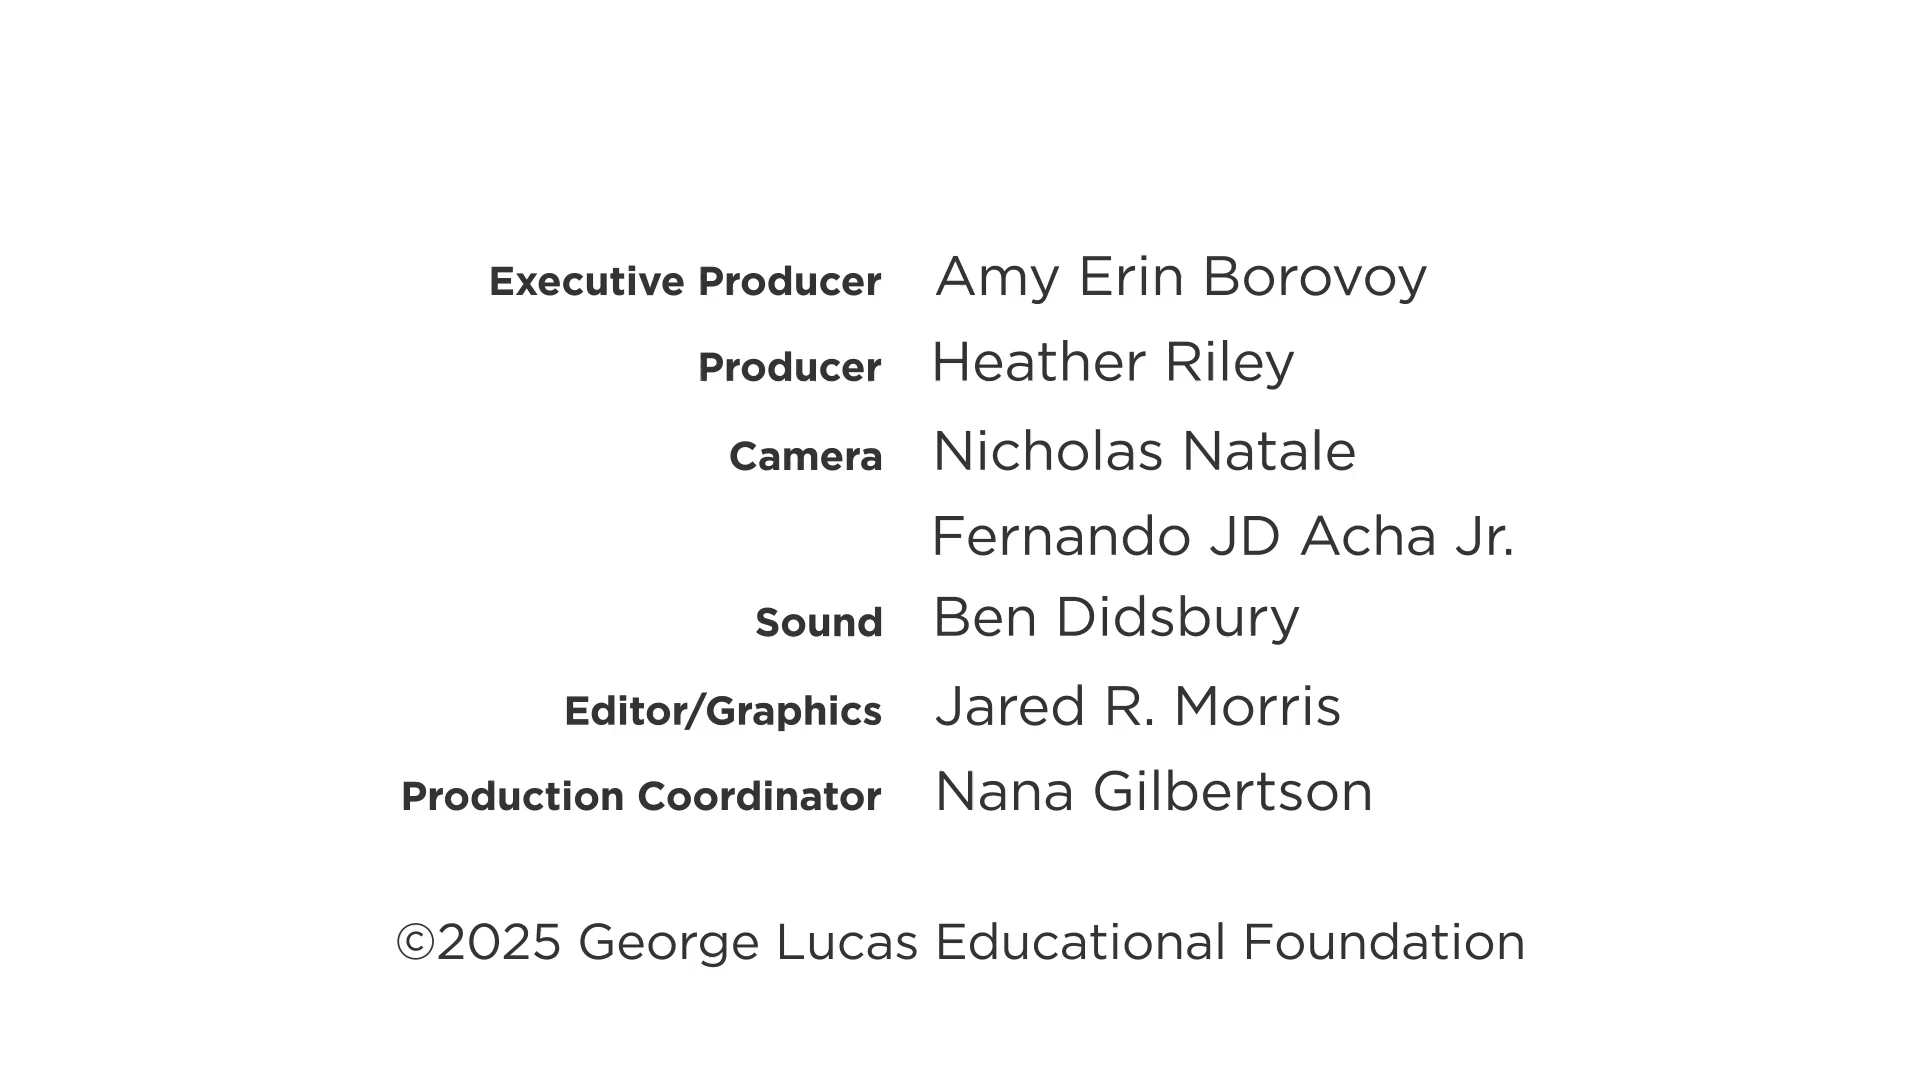 Executive Producer Amy Erin Borovoy
Producer Heather Riley
Camera Nicholas Natale
Fernando JD Acha Jr.
Sound Ben Didsbury
Editor/Graphics Jared R. Morris
Production Coordinator Nana Gilbertson
©2025 George Lucas Educational Foundation